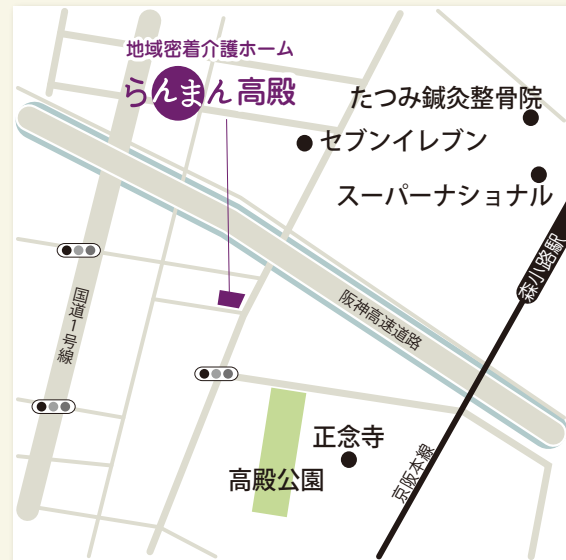 地域密着介護ホーム
らんまん高殿
たつみ鍼灸整骨院
セブンイレブン
スーパーナショナル
森小路駅
国道1号線
阪神高速道路
正念寺
高殿公園
京阪本線